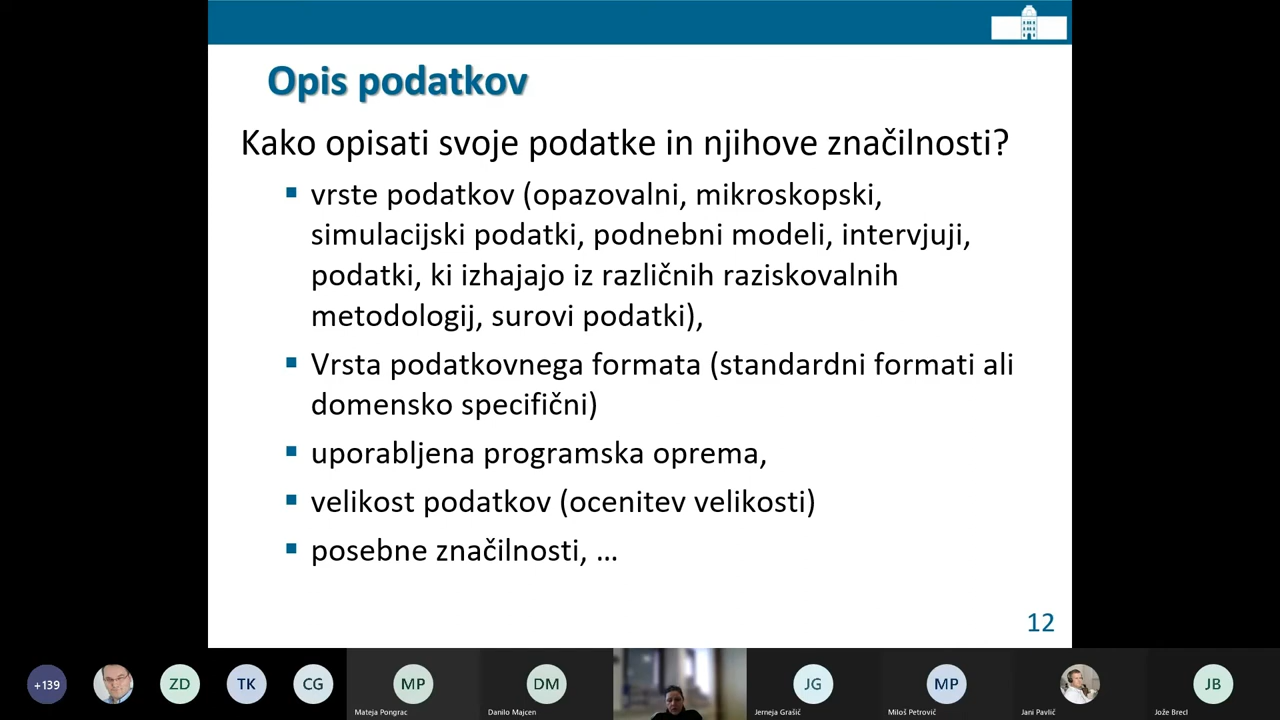 Opis podatkov
Kako opisati svoje podatke in njihove značilnosti?
vrste podatkov (opazovalni, mikroskopski,
simulacijski podatki, podnebni modeli, intervjuji,
podatki, ki izhajajo iz različnih raziskovalnih
metodologij, surovi podatki),
Vrsta podatkovnega formata (standardni formati ali
domensko specifični)
uporabljena programska oprema,
velikost podatkov (ocenitev velikosti)
posebne značilnosti, …
12
+139
ZD
TK
CG
MP
Mateja Pongrac
DM
Danilo Majcen
JG
Jerneja Grašič
MP
Miloš Petrovič
Jani Pavlič
JB
Jože Brecl